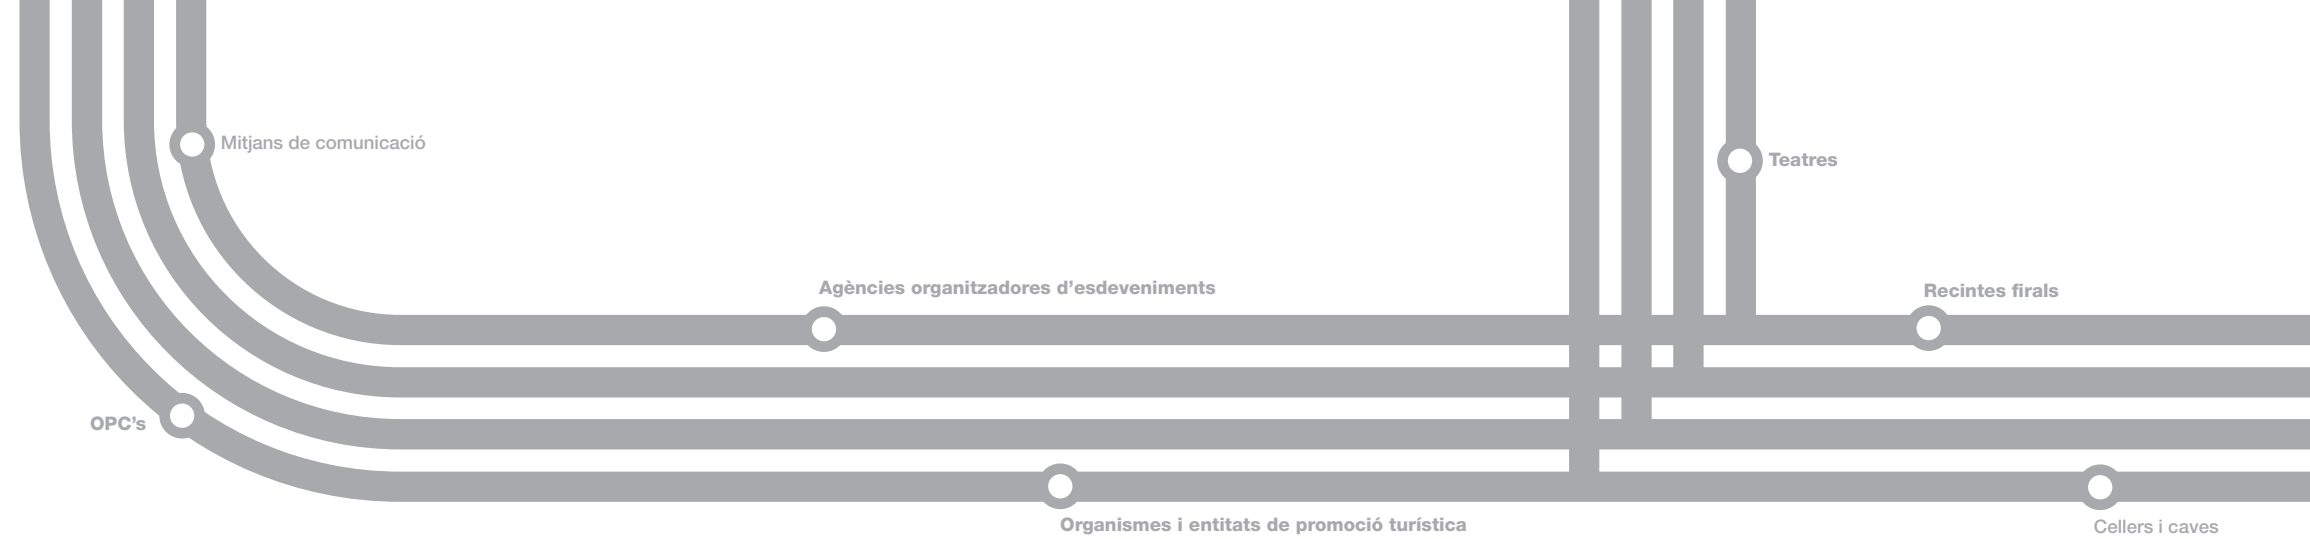 Mitjans de comunicació
Teatres
Agències organitzadores d’esdeveniments
Recintes firals
OPC’s
Organismes i entitats de promoció turística
Cellers i caves